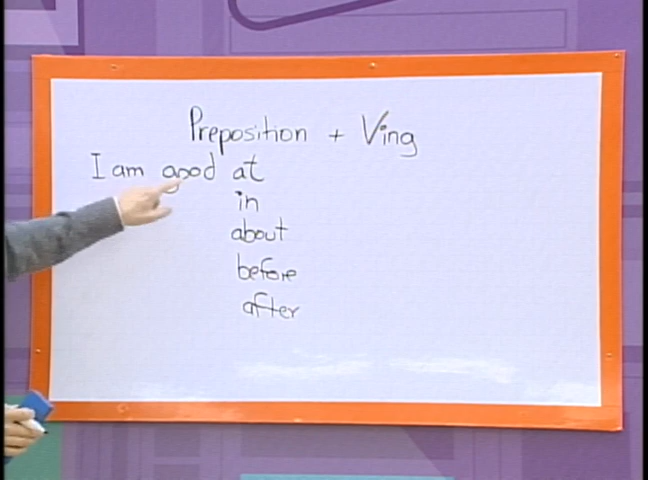 Preposition + Ving
I am good at
in
about
before
after